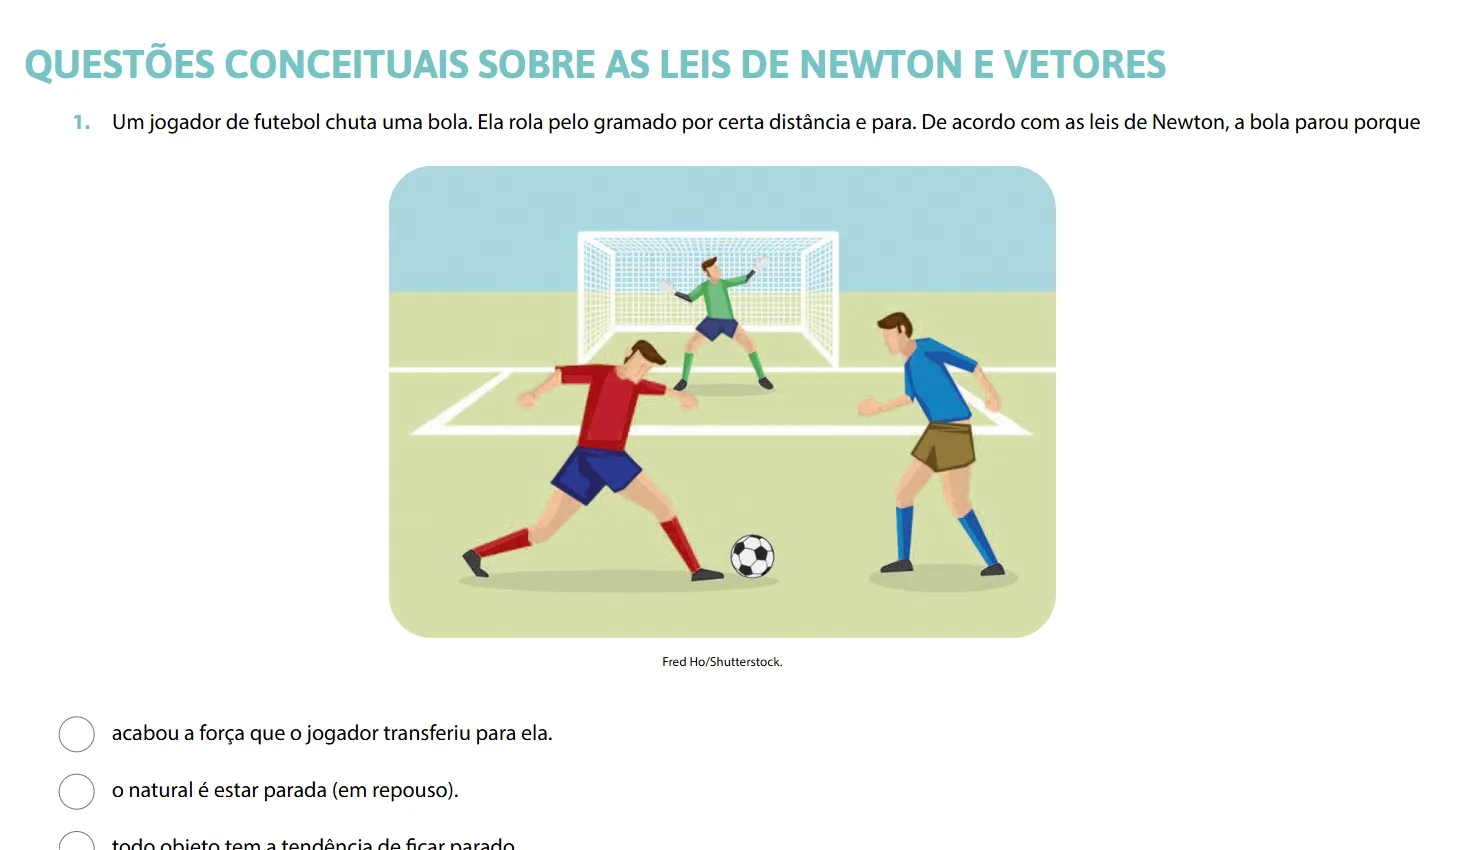 QUESTÕES CONCEITUAIS SOBRE AS LEIS DE NEWTON E VETORES
1. Um jogador de futebol chuta uma bola. Ela rola pelo gramado por certa distância e para. De acordo com as leis de Newton, a bola parou porque
Fred Ho/Shutterstock.
acabou a força que o jogador transferiu para ela.
o natural é estar parada (em repouso).
todo objeto tem a tendência de ficar parado